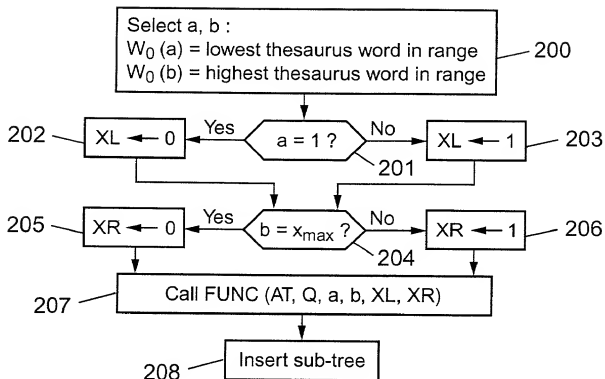 Select a, b :
W0 (a) = lowest thesaurus word in range
W0 (b) = highest thesaurus word in range
200
202
XL ← 0
Yes
a = 1 ?
No
XL ← 1
203
201
205
XR ← 0
Yes
b = xmax ?
No
XR ← 1
206
204
207
Call FUNC (AT, Q, a, b, XL, XR)
Insert sub-tree
208